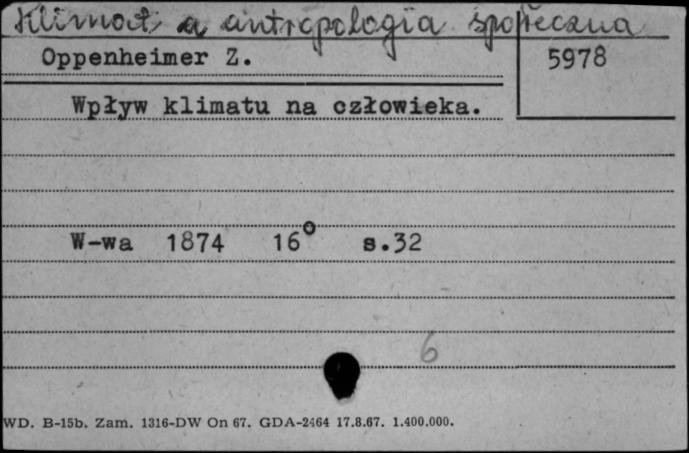 Klimat a antropologia społeczna
Oppenheimer Z.
5978
Wpływ klimatu na człowieka.
W-wa 1874 16° s.32
6
WD. B-15b. Zam. 1316-DW On 67. GDA-2464 17.8.67. 1.400.000.